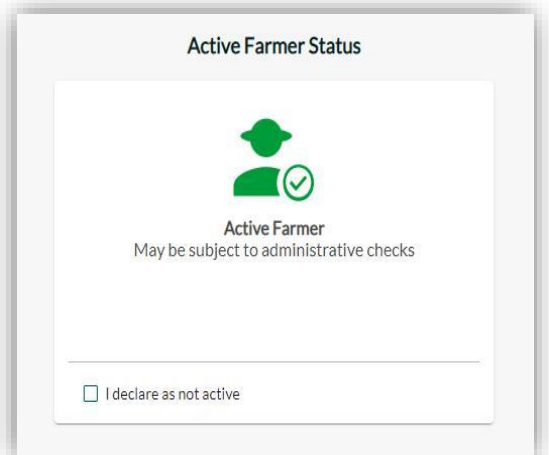 Active Farmer Status
Active Farmer
May be subject to administrative checks
I declare as not active